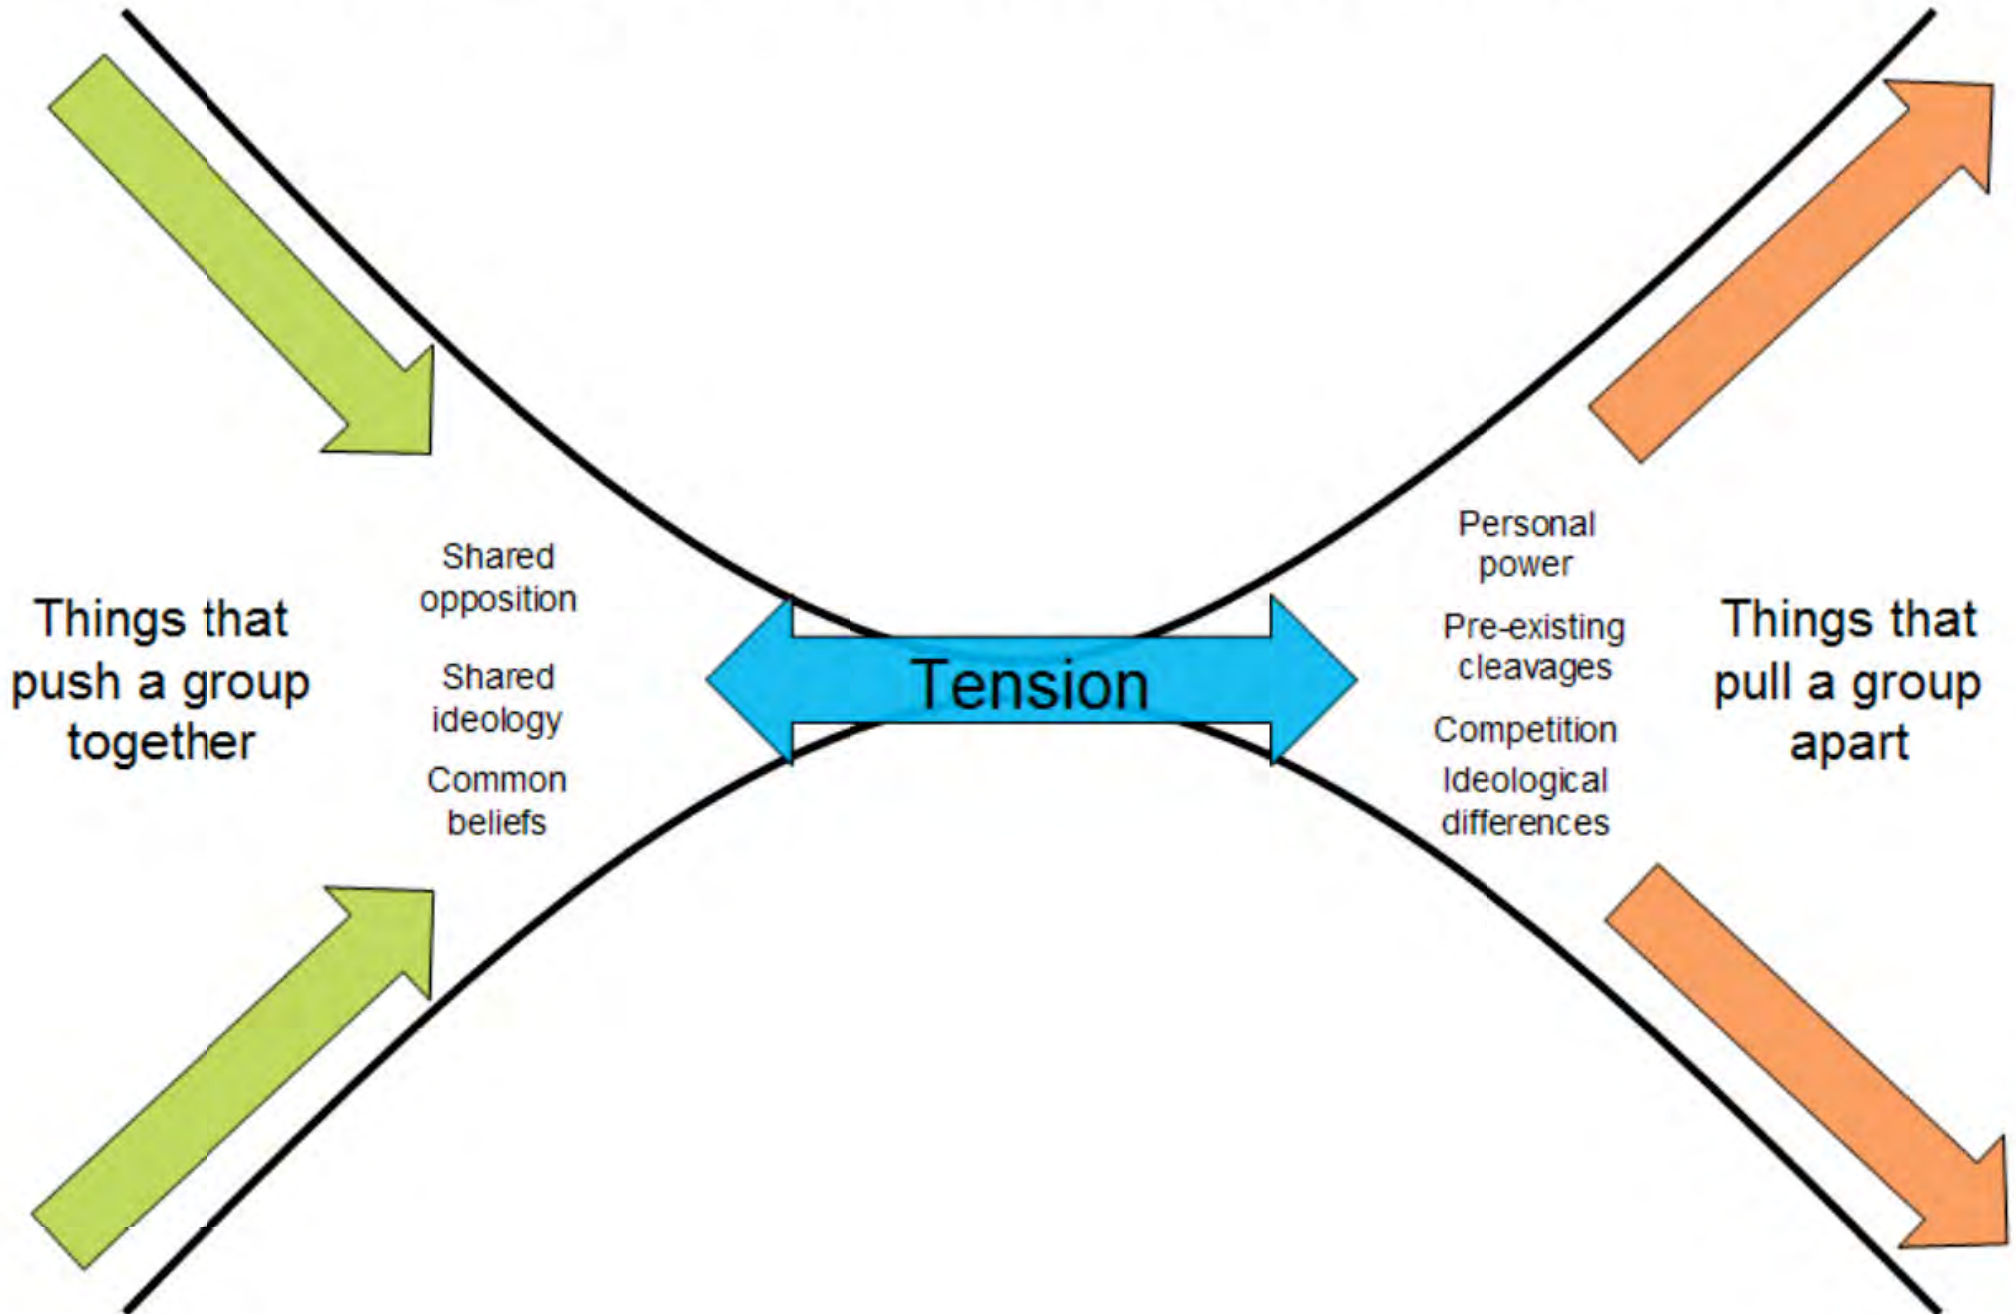 Things that
push a group
together
Shared
opposition
Shared
ideology
Common
beliefs
Tension
Personal
power
Pre-existing
cleavages
Competition
Ideological
differences
Things that
pull a group
apart